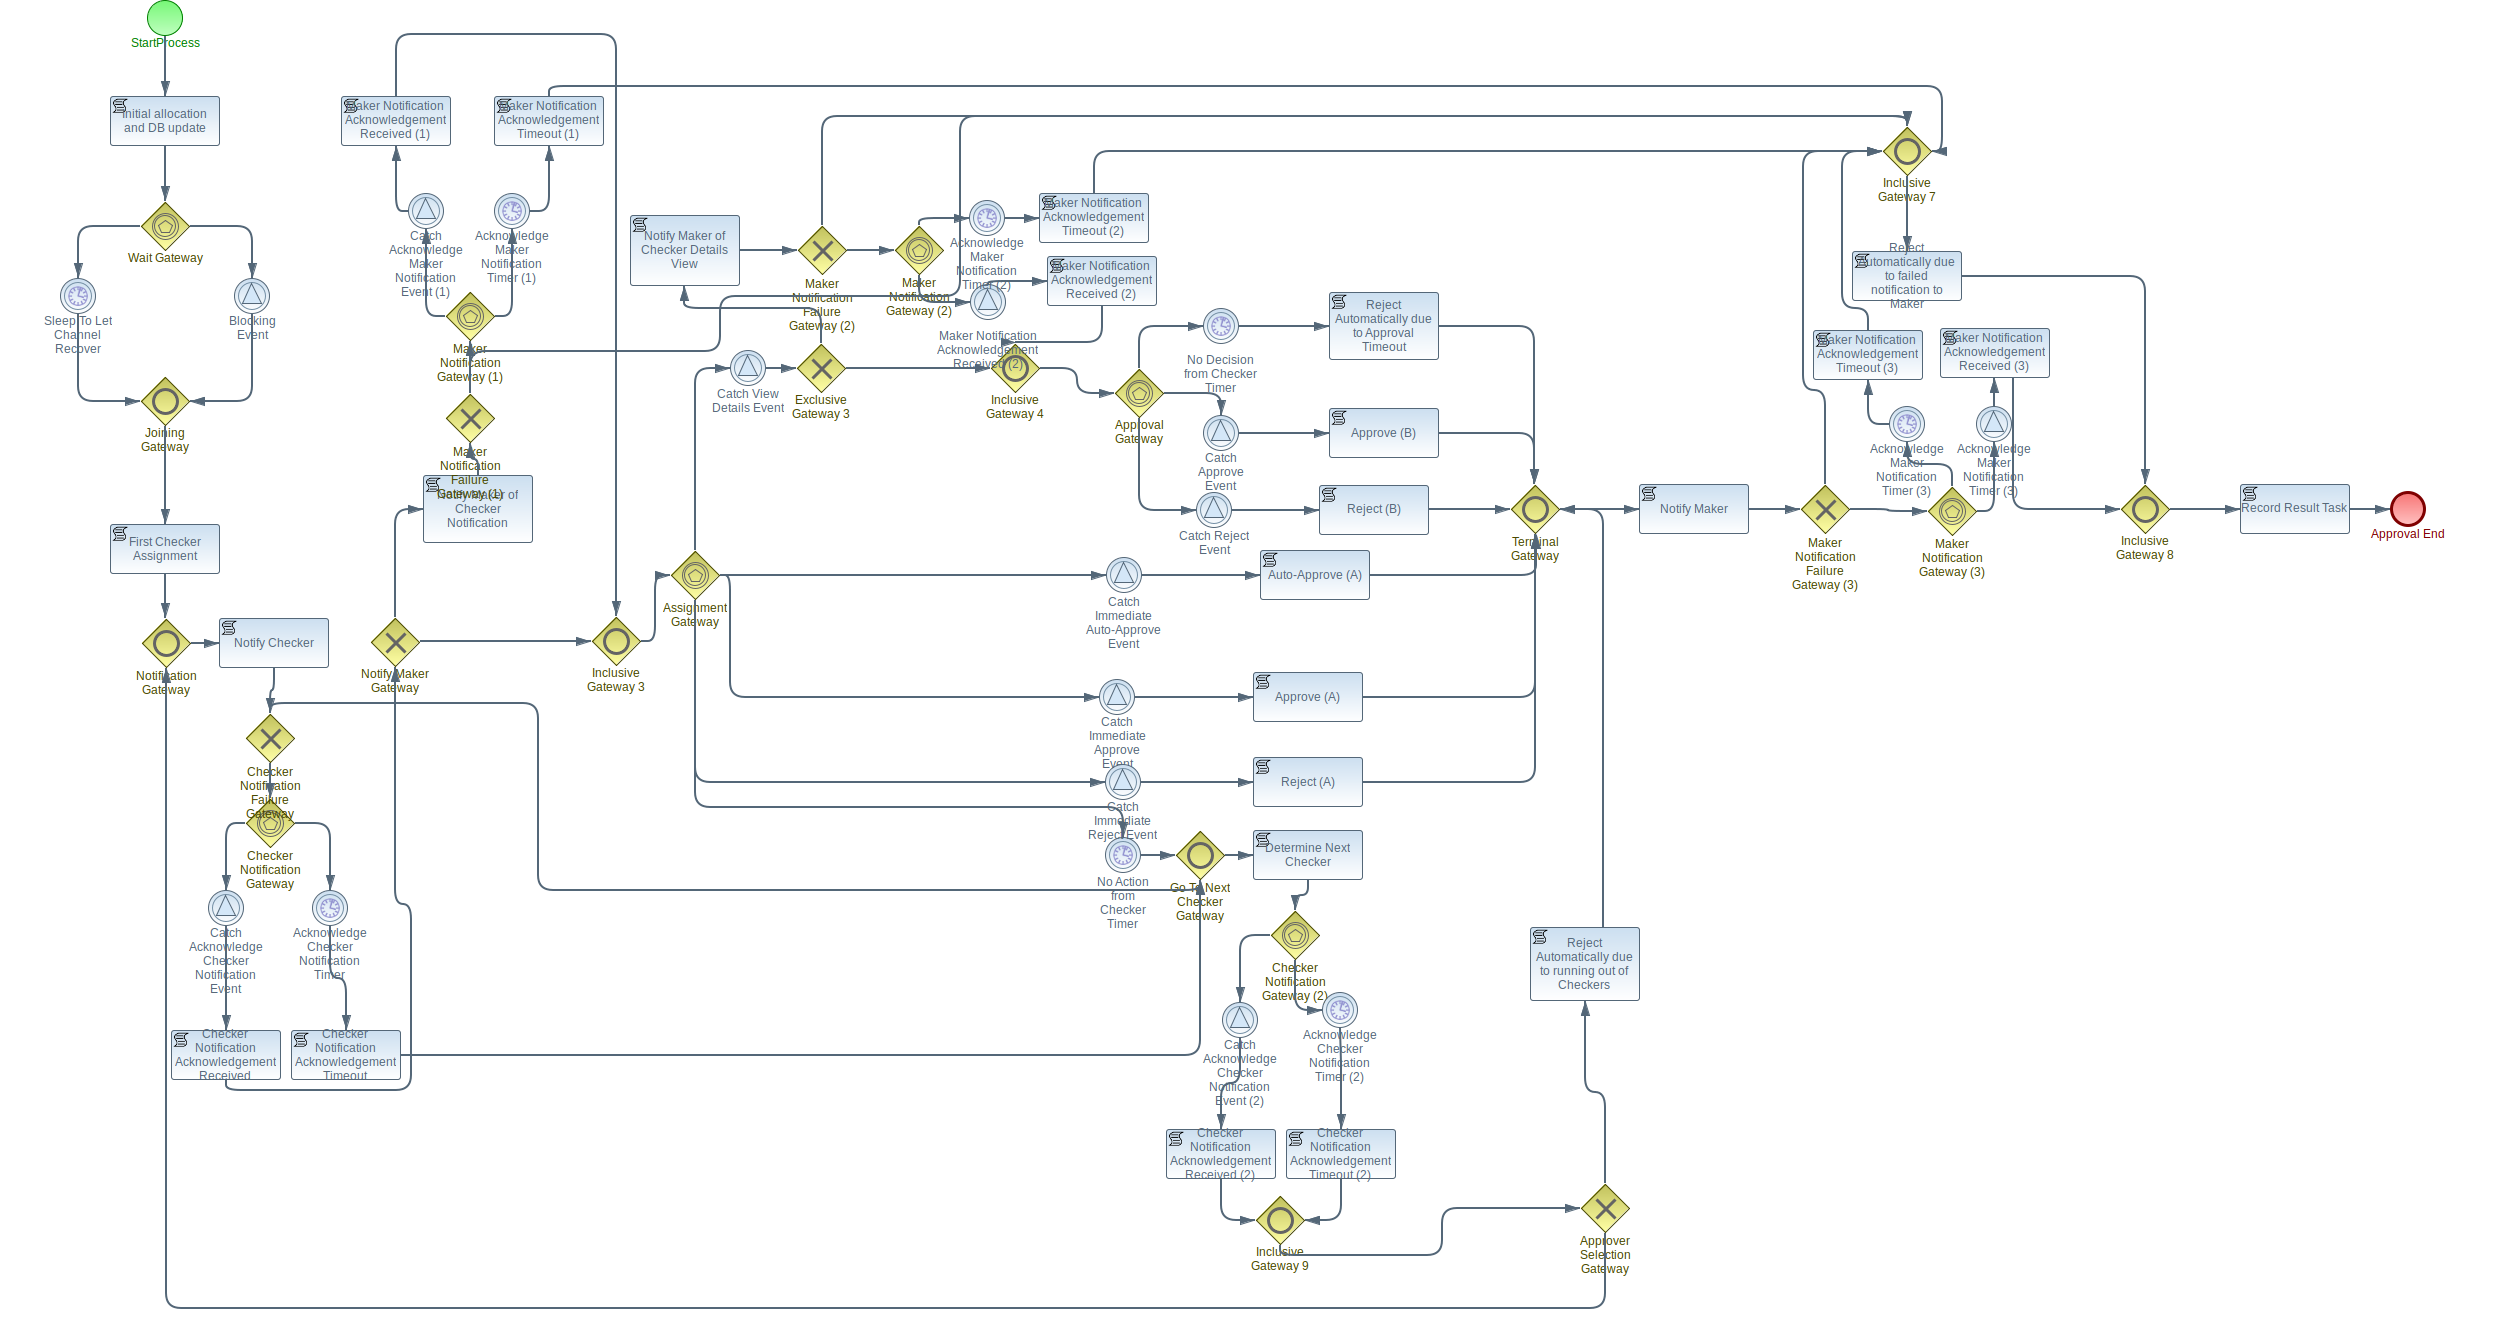 StartProcess
Initial allocation
and DB update
Wait Gateway
Sleep To Let
Channel
Recover
Blocking
Event
Joining
Gateway
First Checker
Assignment
Notification
Gateway
Notify Checker
Checker
Notification
Failure
Gateway
Checker
Notification
Gateway
Catch
Acknowledge
Checker
Notification
Event
Acknowledge
Checker
Notification
Timer
Checker
Notification
Acknowledgement
Received
Checker
Notification
Acknowledgement
Timeout
Maker Notification
Acknowledgement
Received (1)
Maker Notification
Acknowledgement
Timeout (1)
Catch
Acknowledge
Maker
Notification
Event (1)
Acknowledge
Maker
Notification
Timer (1)
Maker
Notification
Gateway (1)
Maker
Notification
Failure
Gateway (1)
Notify Maker of
Checker
Notification
Notify Maker
Gateway
Inclusive
Gateway 3
Assignment
Gateway
Notify Maker of
Checker Details
View
Maker
Notification
Failure
Gateway (2)
Maker
Notification
Gateway (2)
Acknowledge
Maker
Notification
Timer (2)
Maker Notification
Acknowledgement
Timeout (2)
Maker Notification
Acknowledgement
Received (2)
Maker Notification
Acknowledgement
Received (2)
Catch View
Details Event
Exclusive
Gateway 3
Inclusive
Gateway 4
Approval
Gateway
No Decision
from Checker
Timer
Catch
Approve
Event
Catch Reject
Event
Reject
Automatically due
to Approval
Timeout
Approve (B)
Reject (B)
Catch
Immediate
Auto-Approve
Event
Auto-Approve (A)
Catch
Immediate
Approve
Event
Approve (A)
Catch
Immediate
Reject Event
Reject (A)
No Action
from
Checker
Timer
Go To Next
Checker
Gateway
Determine Next
Checker
Checker
Notification
Gateway (2)
Catch
Acknowledge
Checker
Notification
Event (2)
Acknowledge
Checker
Notification
Timer (2)
Checker
Notification
Acknowledgement
Received (2)
Checker
Notification
Acknowledgement
Timeout (2)
Inclusive
Gateway 9
Approver
Selection
Gateway
Reject
Automatically due
to running out of
Checkers
Terminal
Gateway
Notify Maker
Maker
Notification
Failure
Gateway (3)
Maker
Notification
Gateway (3)
Acknowledge
Maker
Notification
Timer (3)
Acknowledge
Maker
Notification
Timer (3)
Maker Notification
Acknowledgement
Timeout (3)
Maker Notification
Acknowledgement
Received (3)
Inclusive
Gateway 7
Reject
Automatically due
to failed
notification to
Maker
Inclusive
Gateway 8
Record Result Task
Approval End